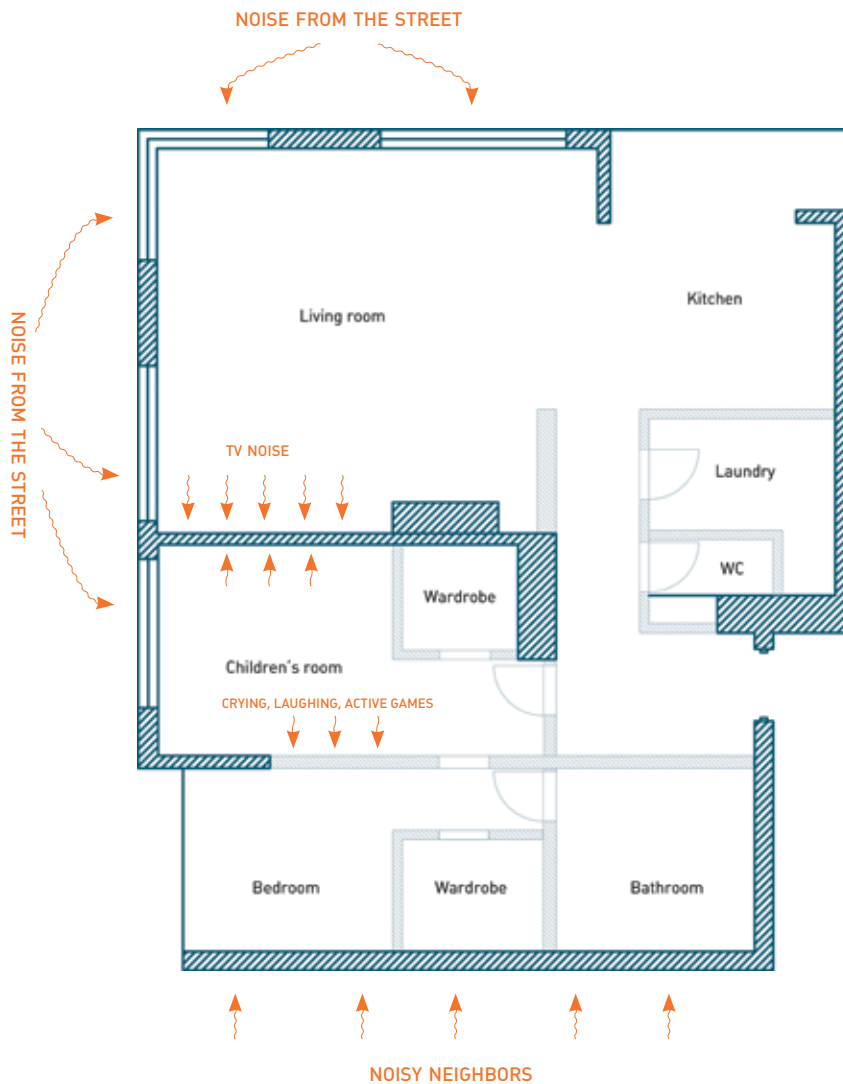 NOISE FROM THE STREET
Living room
Kitchen
NOISE FROM THE STREET
TV NOISE
Laundry
WC
Wardrobe
Children's room
CRYING, LAUGHING, ACTIVE GAMES
Bedroom
Wardrobe
Bathroom
NOISY NEIGHBORS